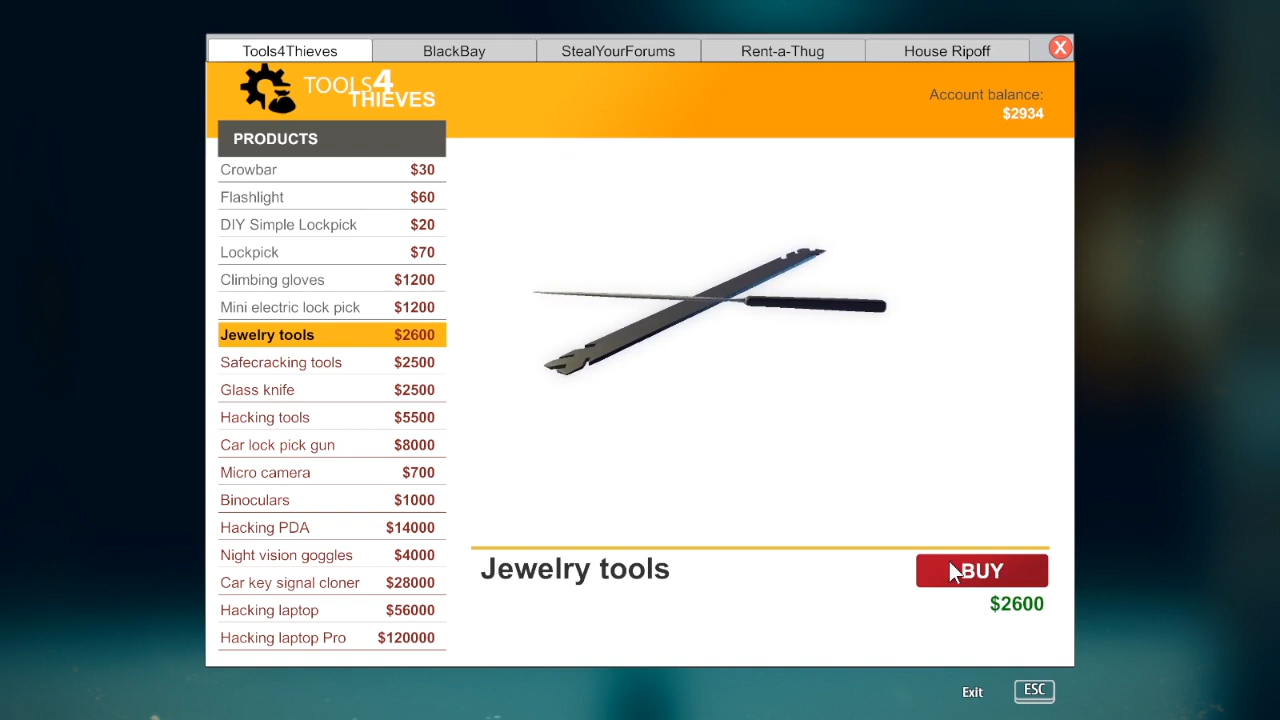 Tools4Thieves BlackBay StealYourForums Rent-a-Thug House Ripoff X
TOOLS4
THIEVES
Account balance:
$2934
PRODUCTS
Crowbar $30
Flashlight $60
DIY Simple Lockpick $20
Lockpick $70
Climbing gloves $1200
Mini electric lock pick $1200
Jewelry tools $2600
Safecracking tools $2500
Glass knife $2500
Hacking tools $5500
Car lock pick gun $8000
Micro camera $700
Binoculars $1000
Hacking PDA $14000
Night vision goggles $4000
Car key signal cloner $28000
Hacking laptop $56000
Hacking laptop Pro $120000
Jewelry tools BUY
$2600
Exit ESC